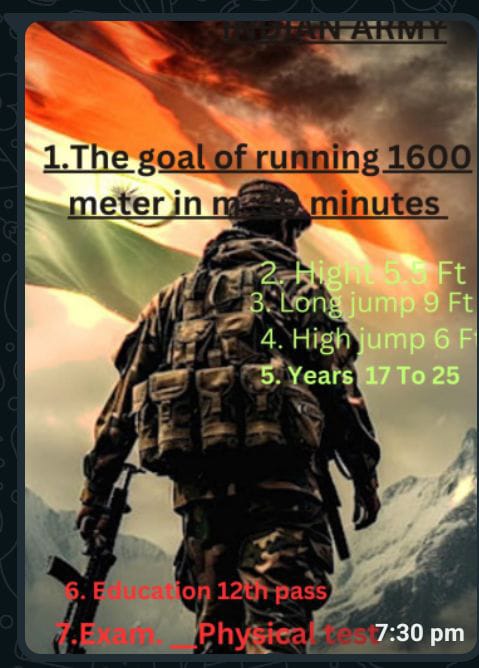 INDIAN ARMY
1.The goal of running 1600
meter in minutes
2. Hight 5.5 Ft
3. Long jump 9 Ft
4. High jump 6 Ft
5. Years 17 To 25
6. Education 12th pass
7.Exam. __Physical test
7:30 pm